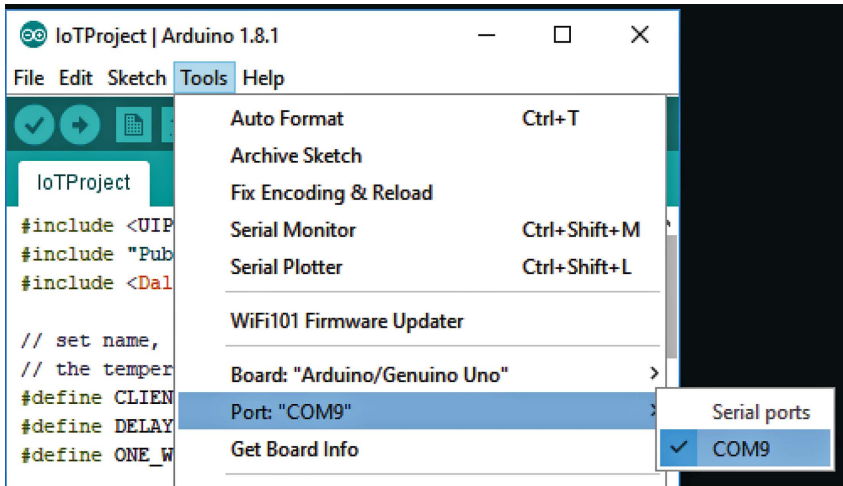 IoTProject | Arduino 1.8.1
File Edit Sketch Tools Help
Auto Format Ctrl+T
Archive Sketch
IoTProject
Fix Encoding & Reload
#include <UIP
Serial Monitor Ctrl+Shift+M
#include "Pub
Serial Plotter Ctrl+Shift+L
#include <Dal
WiFi101 Firmware Updater
// set name,
// the temper
Board: "Arduino/Genuino Uno"
#define CLIEN
Port: "COM9"
Serial ports
#define DELAY
Get Board Info
COM9
#define ONE_W